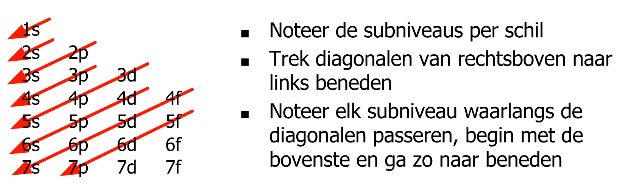 1s
2s 2p
3s 3p 3d
4s 4p 4d 4f
5s 5p 5d 5f
6s 6p 6d 6f
7s 7p 7d 7f
Noteer de subniveaus per schil
Trek diagonalen van rechtsboven naar
links beneden
Noteer elk subniveau waarlangs de
diagonalen passeren, begin met de
bovenste en ga zo naar beneden